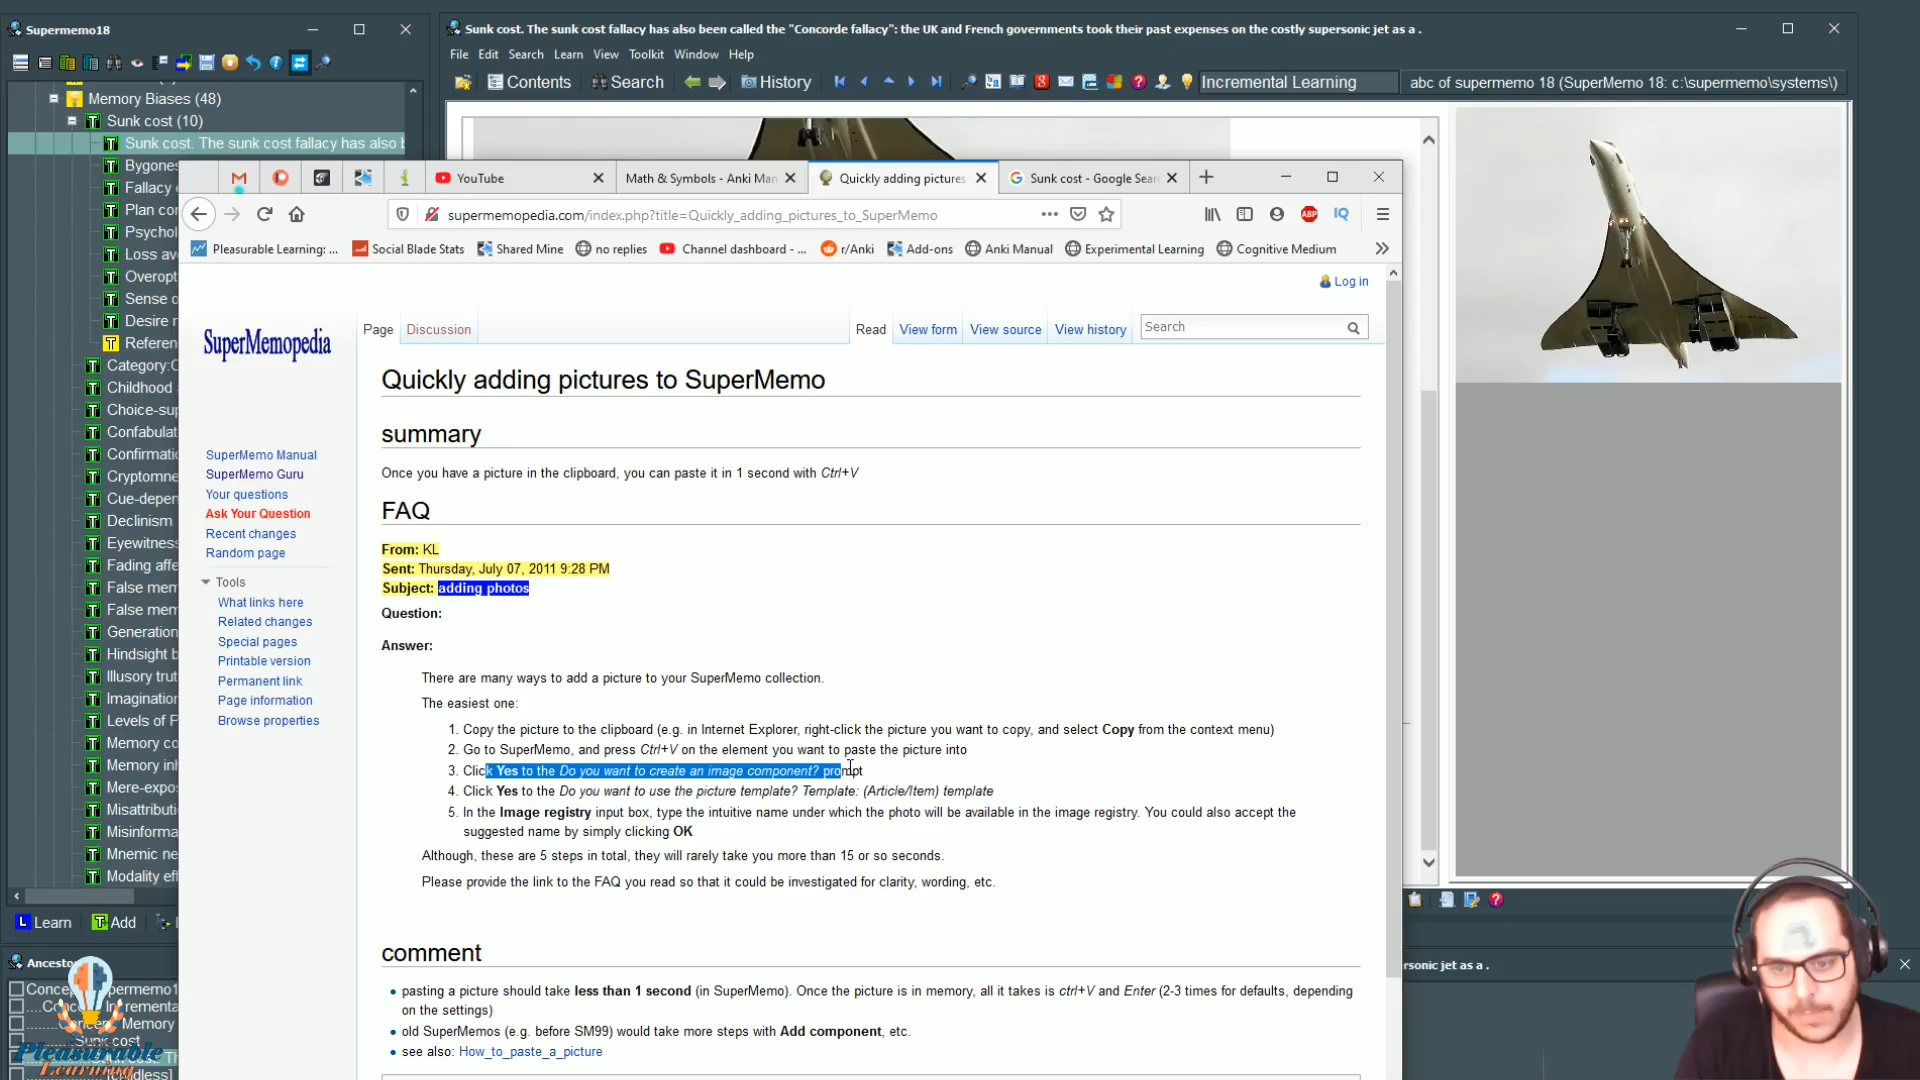 Supermemo18
Memory Biases (48)
Sunk cost (10)
Sunk cost. The sunk cost fallacy has also b
Bygones
Fallacy
Plan con
Psychol
Loss av
Overopt
Sense o
Desire r
Referen
Category:C
Childhood
Choice-sup
Confabulat
Confirmatic
Cryptomne
Cue-depen
Declinism
Eyewitness
Fading affe
False mem
False mem
Generation
Hindsight b
Illusory trut
Imagination
Levels of P
Memory co
Memory inh
Mere-expos
Misattributi
Misinforma
Mnemic ne
Modality eff
Learn
Add
Sunk cost. The sunk cost fallacy has also been called the "Concorde fallacy": the UK and French governments took their past expenses on the costly supersonic jet as a .
File Edit Search Learn View Toolkit Window Help
Contents Search History Incremental Learning abc of supermemo 18 (SuperMemo 18: c:\supermemo\systems\)
YouTube Math & Symbols - Anki Man Quickly adding pictures Sunk cost - Google Sear
supermemopedia.com/index.php?title=Quickly_adding_pictures_to_SuperMemo
ABP IQ
Pleasurable Learning: ... Social Blade Stats Shared Mine no replies Channel dashboard - ... r/Anki Add-ons Anki Manual Experimental Learning Cognitive Medium
Log in
SuperMemopedia
Page Discussion Read View form View source View history Search
SuperMemo Manual
SuperMemo Guru
Your questions
Ask Your Question
Recent changes
Random page
Tools
What links here
Related changes
Special pages
Printable version
Permanent link
Page information
Browse properties
Quickly adding pictures to SuperMemo
summary
Once you have a picture in the clipboard, you can paste it in 1 second with Ctrl+V
FAQ
From: KL
Sent: Thursday, July 07, 2011 9:28 PM
Subject: adding photos
Question:
Answer:
There are many ways to add a picture to your SuperMemo collection.
The easiest one:
1. Copy the picture to the clipboard (e.g. in Internet Explorer, right-click the picture you want to copy, and select Copy from the context menu)
2. Go to SuperMemo, and press Ctrl+V on the element you want to paste the picture into
3. Click Yes to the Do you want to create an image component? prompt
4. Click Yes to the Do you want to use the picture template? Template: (Article/Item) template
5. In the Image registry input box, type the intuitive name under which the photo will be available in the image registry. You could also accept the
suggested name by simply clicking OK
Although, these are 5 steps in total, they will rarely take you more than 15 or so seconds.
Please provide the link to the FAQ you read so that it could be investigated for clarity, wording, etc.
comment
• pasting a picture should take less than 1 second (in SuperMemo). Once the picture is in memory, all it takes is ctrl+V and Enter (2-3 times for defaults, depending
on the settings)
• old SuperMemos (e.g. before SM99) would take more steps with Add component, etc.
• see also: How_to_paste_a_picture
Ancesto
Concep
Memory
Sunk cost
Pleasurable
Learning
rsonic jet as a .